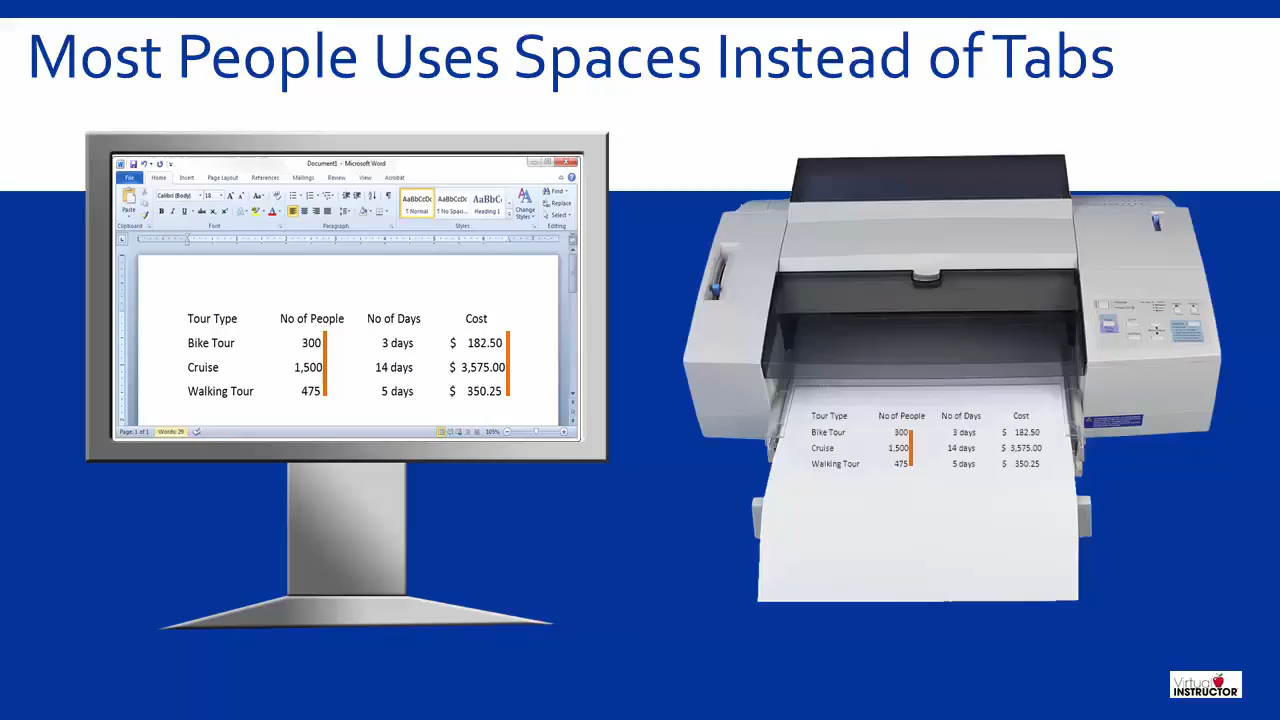 Most People Uses Spaces Instead of Tabs
Document1 - Microsoft Word
File Home Insert Page Layout References Mailings Review View Acrobat
Calibri (Body) 18
Paste
AaBbCcDc AaBbCcDc AaBbC
¶ Normal ¶ No Spaci... Heading 1
Change Styles
Find
Replace
Select
Clipboard Font Paragraph Styles Editing
Tour Type No of People No of Days Cost
Bike Tour 300 3 days $ 182.50
Cruise 1,500 14 days $ 3,575.00
Walking Tour 475 5 days $ 350.25
Page: 1 of 1 Words: 29 105%
Tour Type No of People No of Days Cost
Bike Tour 300 3 days $ 182.50
Cruise 1,500 14 days $ 3,575.00
Walking Tour 475 5 days $ 350.25
Virtual
INSTRUCTOR